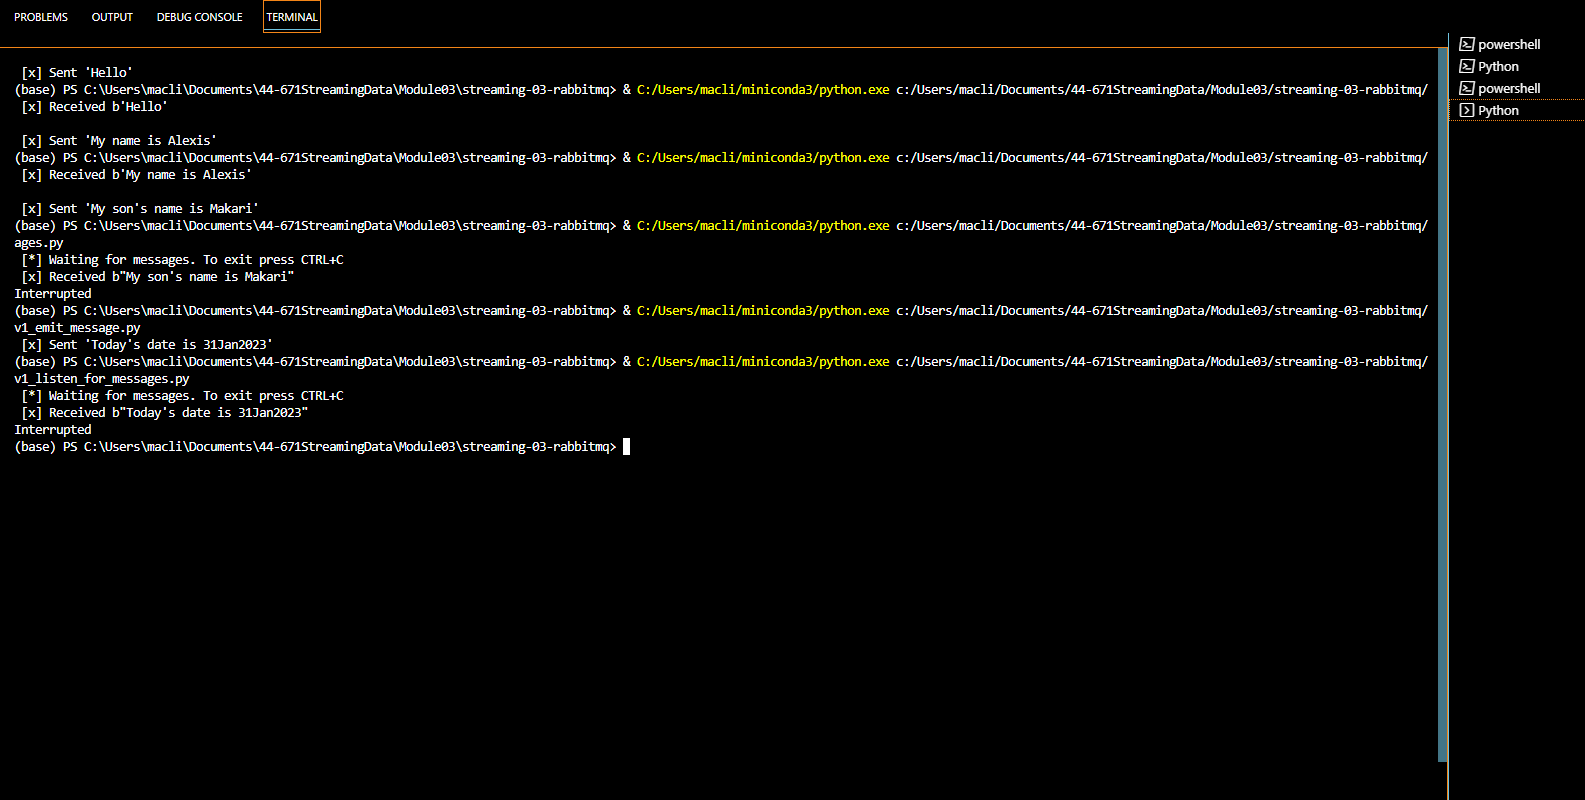 PROBLEMS OUTPUT DEBUG CONSOLE TERMINAL
[x] Sent 'Hello'
(base) PS C:\Users\macli\Documents\44-671StreamingData\Module03\streaming-03-rabbitmq> & C:/Users/macli/miniconda3/python.exe c:/Users/macli/Documents/44-671StreamingData/Module03/streaming-03-rabbitmq/
[x] Received b'Hello'
[x] Sent 'My name is Alexis'
(base) PS C:\Users\macli\Documents\44-671StreamingData\Module03\streaming-03-rabbitmq> & C:/Users/macli/miniconda3/python.exe c:/Users/macli/Documents/44-671StreamingData/Module03/streaming-03-rabbitmq/
[x] Received b'My name is Alexis'
[x] Sent 'My son's name is Makari'
(base) PS C:\Users\macli\Documents\44-671StreamingData\Module03\streaming-03-rabbitmq> & C:/Users/macli/miniconda3/python.exe c:/Users/macli/Documents/44-671StreamingData/Module03/streaming-03-rabbitmq/
ages.py
[*] Waiting for messages. To exit press CTRL+C
[x] Received b"My son's name is Makari"
Interrupted
(base) PS C:\Users\macli\Documents\44-671StreamingData\Module03\streaming-03-rabbitmq> & C:/Users/macli/miniconda3/python.exe c:/Users/macli/Documents/44-671StreamingData/Module03/streaming-03-rabbitmq/
v1_emit_message.py
[x] Sent 'Today's date is 31Jan2023'
(base) PS C:\Users\macli\Documents\44-671StreamingData\Module03\streaming-03-rabbitmq> & C:/Users/macli/miniconda3/python.exe c:/Users/macli/Documents/44-671StreamingData/Module03/streaming-03-rabbitmq/
v1_listen_for_messages.py
[*] Waiting for messages. To exit press CTRL+C
[x] Received b"Today's date is 31Jan2023"
Interrupted
(base) PS C:\Users\macli\Documents\44-671StreamingData\Module03\streaming-03-rabbitmq>
powershell
Python
powershell
Python